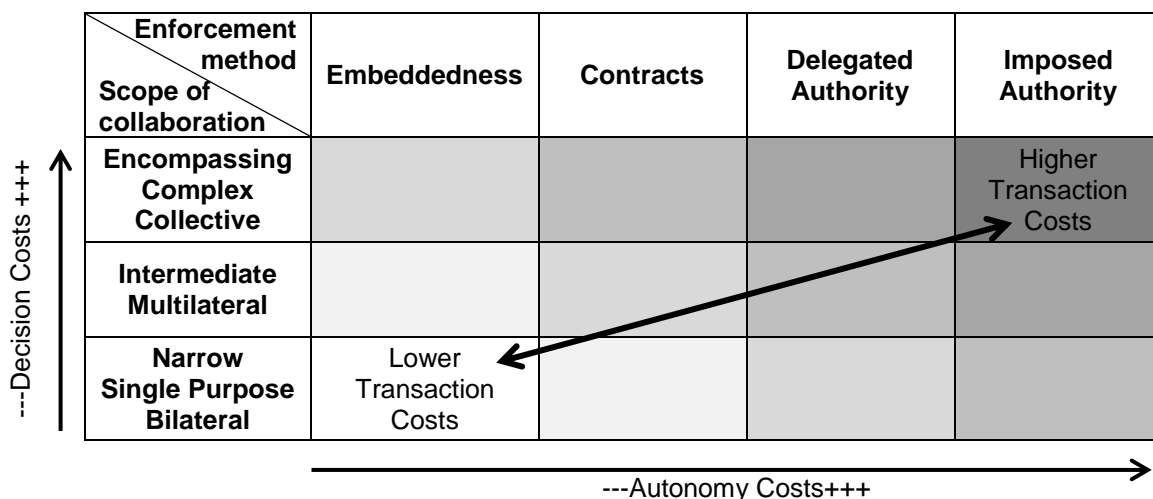 Enforcement
method
Scope of
collaboration
Embeddedness
Contracts
Delegated
Authority
Imposed
Authority
---Decision Costs +++
Encompassing
Complex
Collective
Higher
Transaction
Costs
Intermediate
Multilateral
Narrow
Single Purpose
Bilateral
Lower
Transaction
Costs
---Autonomy Costs+++